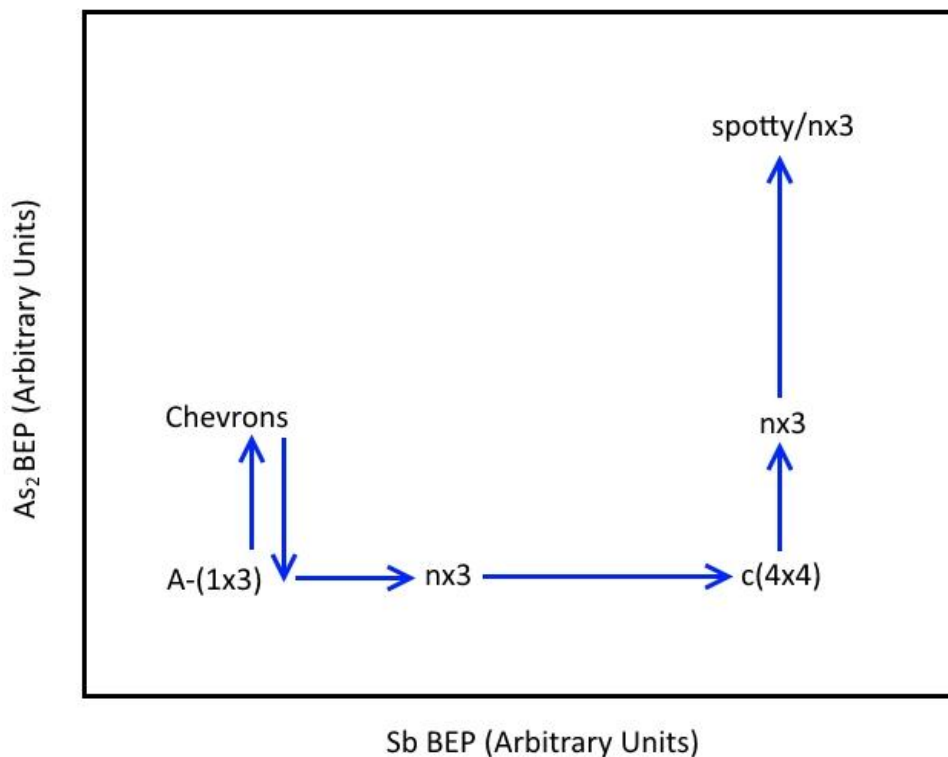 spotty/nx3
As₂ BEP (Arbitrary Units)
Chevrons
nx3
A-(1x3)
nx3
c(4x4)
Sb BEP (Arbitrary Units)